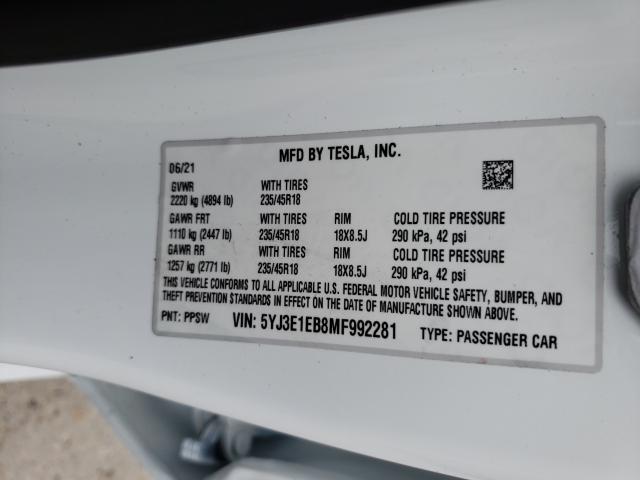 MFD BY TESLA, INC.
06/21
GVWR WITH TIRES
2220 kg (4894 lb) 235/45R18
GAWR FRT WITH TIRES RIM COLD TIRE PRESSURE
1110 kg (2447 lb) 235/45R18 18X8.5J 290 kPa, 42 psi
GAWR RR WITH TIRES RIM COLD TIRE PRESSURE
1257 kg (2771 lb) 235/45R18 18X8.5J 290 kPa, 42 psi
THIS VEHICLE CONFORMS TO ALL APPLICABLE U.S. FEDERAL MOTOR VEHICLE SAFETY, BUMPER, AND
THEFT PREVENTION STANDARDS IN EFFECT ON THE DATE OF MANUFACTURE SHOWN ABOVE.
PNT: PPSW VIN: 5YJ3E1EB8MF992281 TYPE: PASSENGER CAR